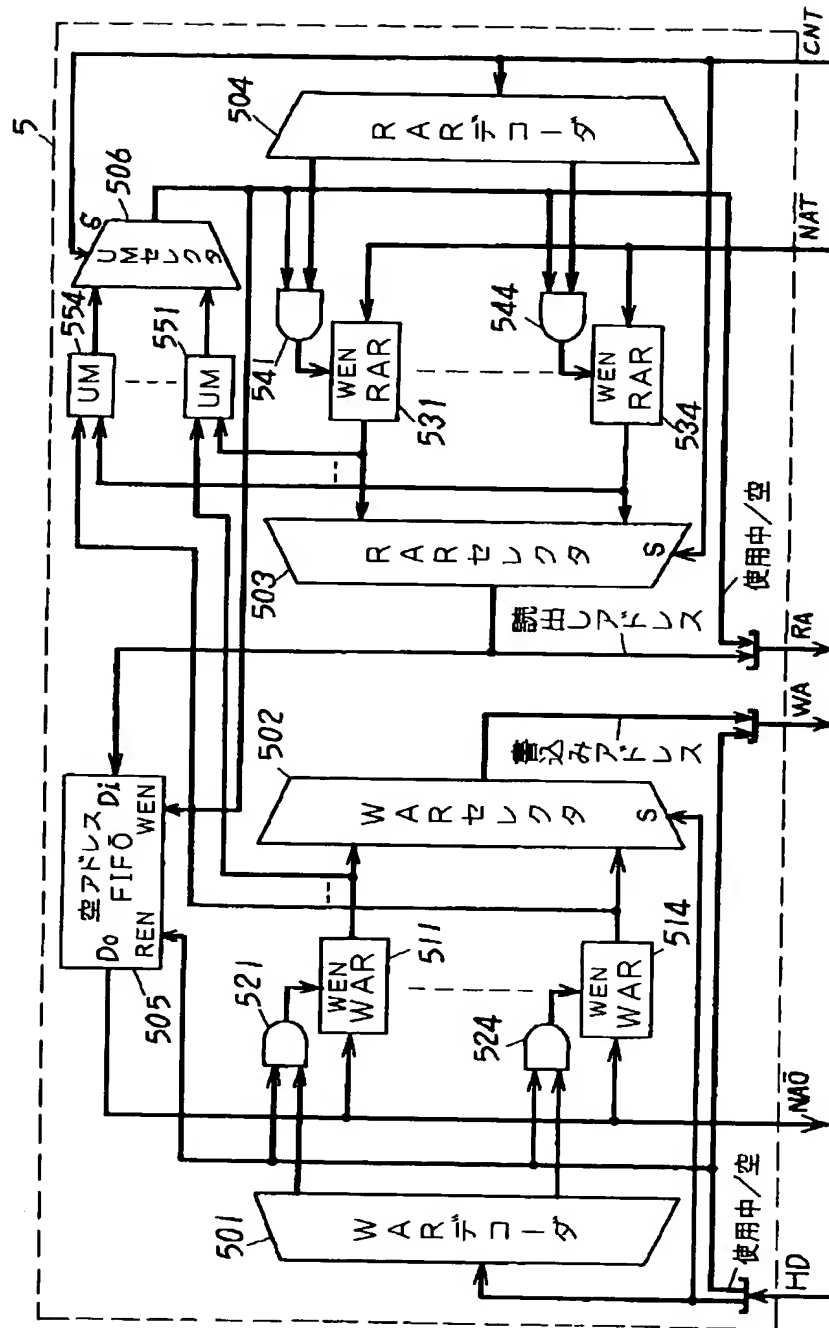 5
空アドレス
FIFO
Do
Di
REN
WEN
505
554
UM
551
UM
S
UMセレクタ
506
504
RARデコーダ
541
WEN
RAR
531
544
WEN
RAR
534
503
RARセレクタ
S
502
WARセレクタ
S
521
WEN
WAR
511
524
WEN
WAR
514
501
WARデコーダ
使用中/空
書込みアドレス
読出しアドレス
使用中/空
HD
NAO
WA
RA
NAT
CNT